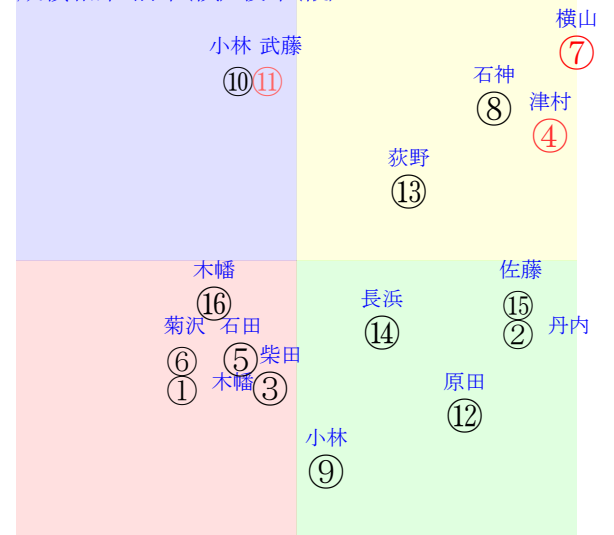 横山
⑦
小林 武藤
⑩⑪
石神
⑧
津村
④
荻野
⑬
木幡
⑯
佐藤
⑮
長浜
⑭
② 丹内
菊沢 石田
⑥ ⑤ 柴田
① 木幡 ③
原田
⑫
小林
⑨